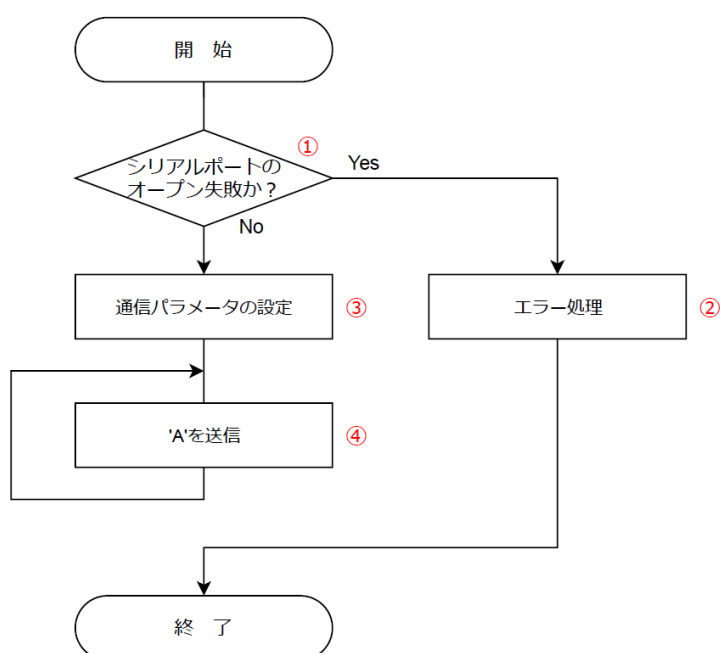 開　始
①
シリアルポートの
オープン失敗か？
Yes
No
通信パラメータの設定
③
エラー処理
②
'A'を送信
④
終　了